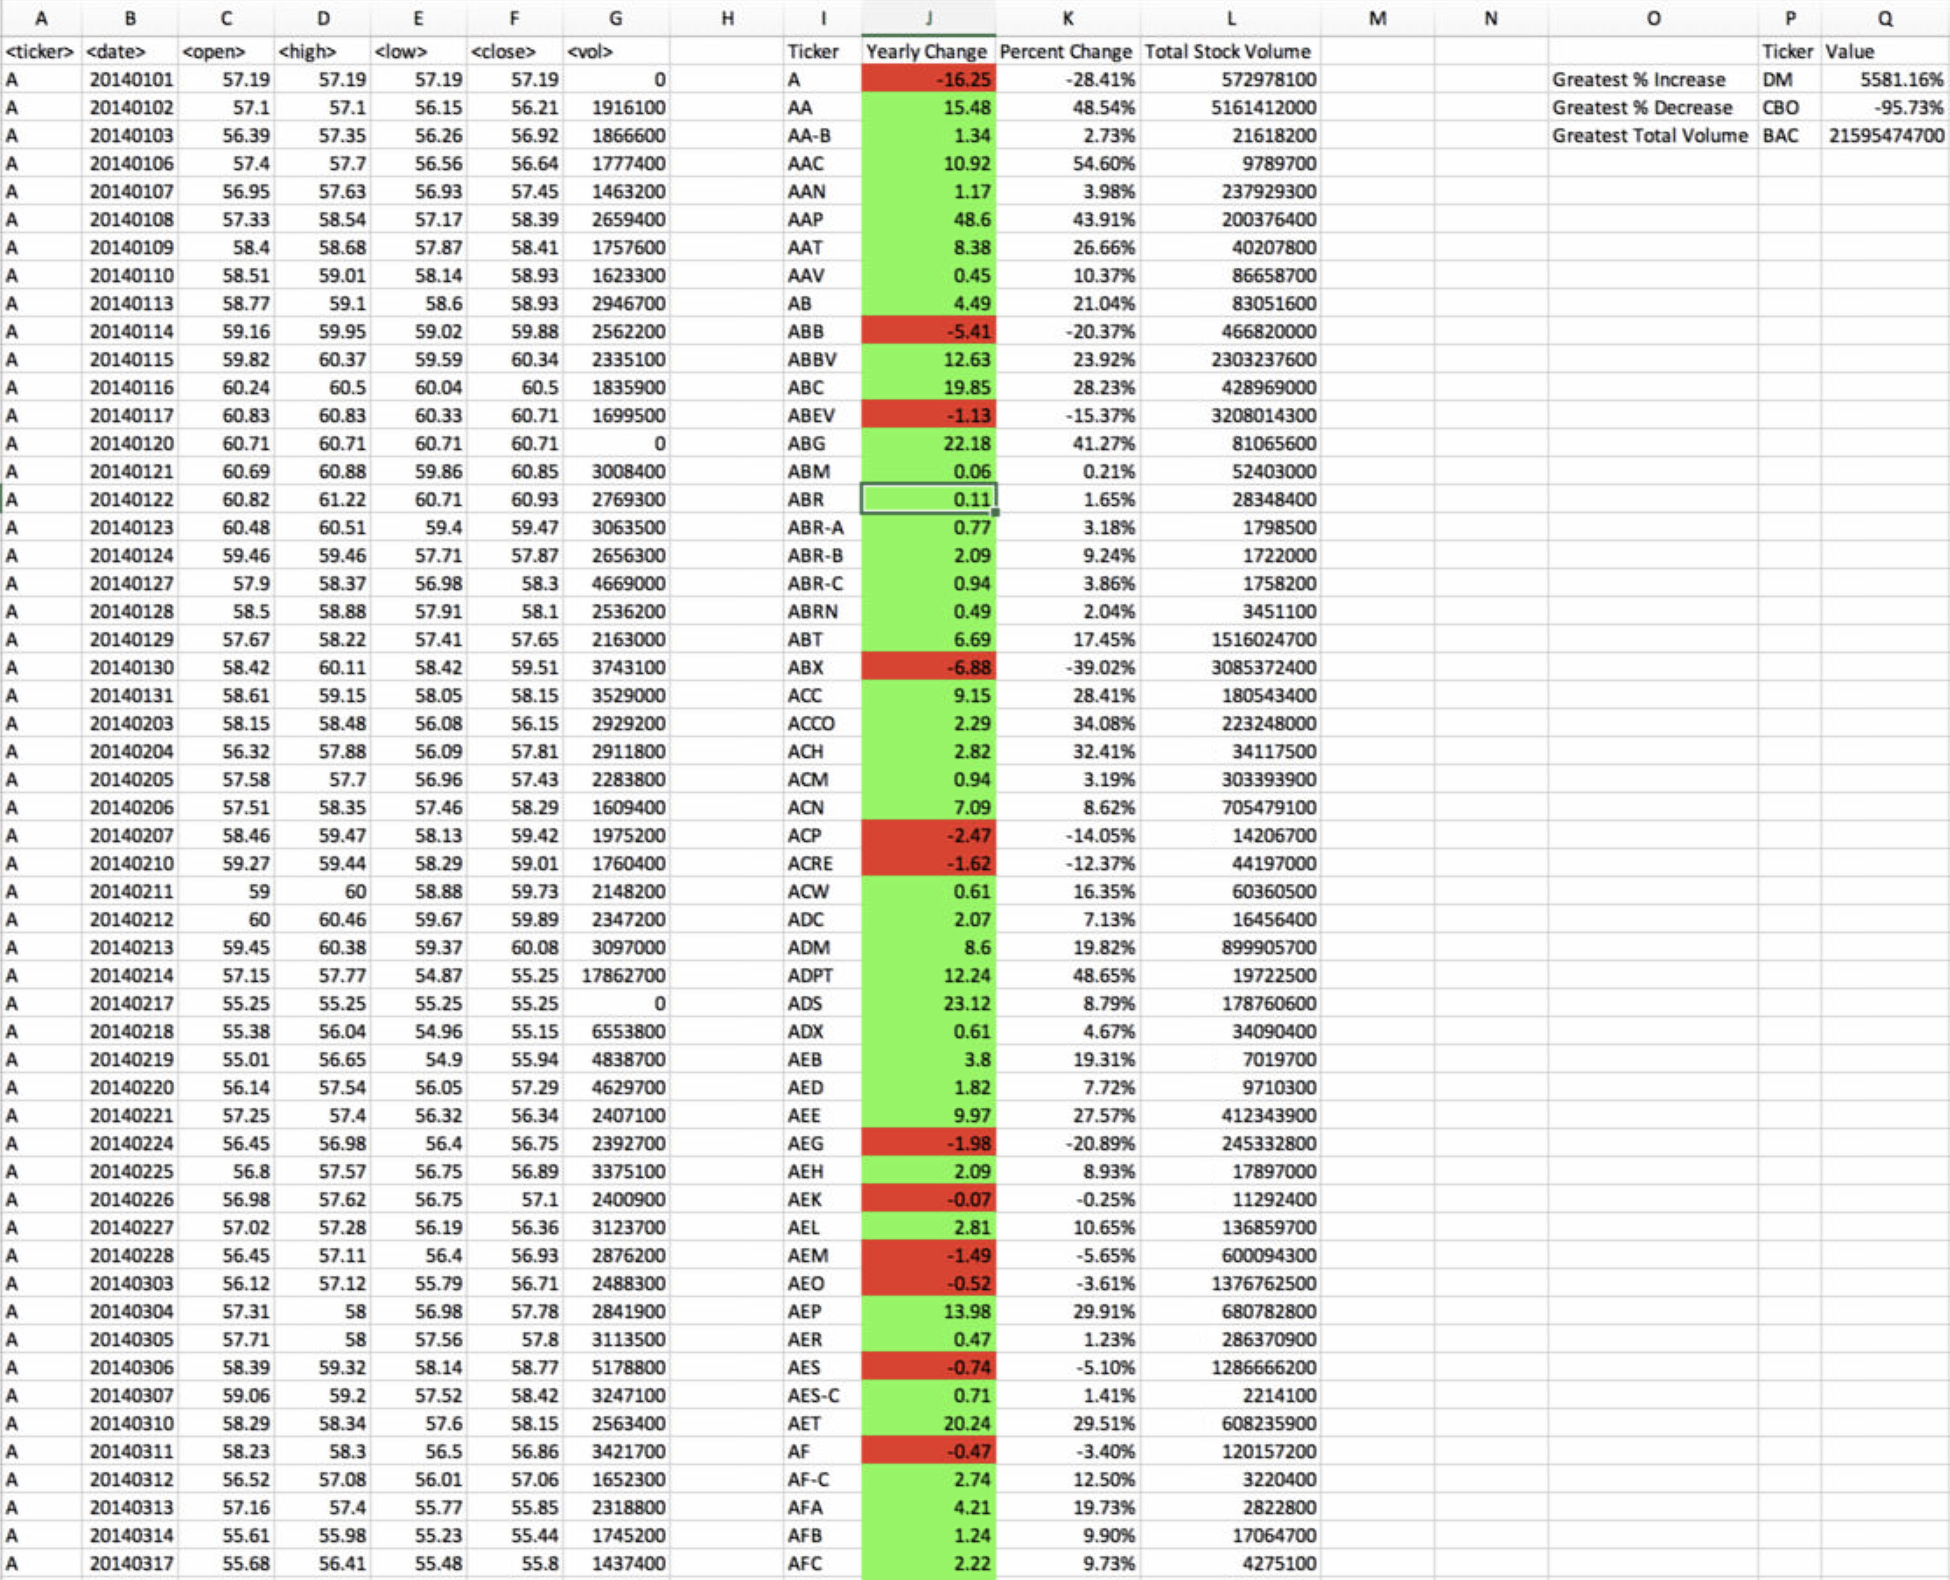 A B C D E F G H I J K L M N O P Q
<ticker> <date> <open> <high> <low> <close> <vol> Ticker Yearly Change Percent Change Total Stock Volume Ticker Value
A 20140101 57.19 57.19 57.19 57.19 0 A -16.25 -28.41% 572978100 Greatest % Increase DM 5581.16%
A 20140102 57.1 57.1 56.15 56.21 1916100 AA 15.48 48.54% 5161412000 Greatest % Decrease CBO -95.73%
A 20140103 56.39 57.35 56.26 56.92 1866600 AA-B 1.34 2.73% 21618200 Greatest Total Volume BAC 21595474700
A 20140106 57.4 57.7 56.56 56.64 1777400 AAC 10.92 54.60% 9789700
A 20140107 56.95 57.63 56.93 57.45 1463200 AAN 1.17 3.98% 237929300
A 20140108 57.33 58.54 57.17 58.39 2659400 AAP 48.6 43.91% 200376400
A 20140109 58.4 58.68 57.87 58.41 1757600 AAT 8.38 26.66% 40207800
A 20140110 58.51 59.01 58.14 58.93 1623300 AAV 0.45 10.37% 86658700
A 20140113 58.77 59.1 58.6 58.93 2946700 AB 4.49 21.04% 83051600
A 20140114 59.16 59.95 59.02 59.88 2562200 ABB -5.41 -20.37% 466820000
A 20140115 59.82 60.37 59.59 60.34 2335100 ABBV 12.63 23.92% 2303237600
A 20140116 60.24 60.5 60.04 60.5 1835900 ABC 19.85 28.23% 428969000
A 20140117 60.83 60.83 60.33 60.71 1699500 ABEV -1.13 -15.37% 3208014300
A 20140120 60.71 60.71 60.71 60.71 0 ABG 22.18 41.27% 81065600
A 20140121 60.69 60.88 59.86 60.85 3008400 ABM 0.06 0.21% 52403000
A 20140122 60.82 61.22 60.71 60.93 2769300 ABR 0.11 1.65% 28348400
A 20140123 60.48 60.51 59.4 59.47 3063500 ABR-A 0.77 3.18% 1798500
A 20140124 59.46 59.46 57.71 57.87 2656300 ABR-B 2.09 9.24% 1722000
A 20140127 57.9 58.37 56.98 58.3 4669000 ABR-C 0.94 3.86% 1758200
A 20140128 58.5 58.88 57.91 58.1 2536200 ABRN 0.49 2.04% 3451100
A 20140129 57.67 58.22 57.41 57.65 2163000 ABT 6.69 17.45% 1516024700
A 20140130 58.42 60.11 58.42 59.51 3743100 ABX -6.88 -39.02% 3085372400
A 20140131 58.61 59.15 58.05 58.15 3529000 ACC 9.15 28.41% 180543400
A 20140203 58.15 58.48 56.08 56.15 2929200 ACCO 2.29 34.08% 223248000
A 20140204 56.32 57.88 56.09 57.81 2911800 ACH 2.82 32.41% 34117500
A 20140205 57.58 57.7 56.96 57.43 2283800 ACM 0.94 3.19% 303393900
A 20140206 57.51 58.35 57.46 58.29 1609400 ACN 7.09 8.62% 705479100
A 20140207 58.46 59.47 58.13 59.42 1975200 ACP -2.47 -14.05% 14206700
A 20140210 59.27 59.44 58.29 59.01 1760400 ACRE -1.62 -12.37% 44197000
A 20140211 59 60 58.88 59.73 2148200 ACW 0.61 16.35% 60360500
A 20140212 60 60.46 59.67 59.89 2347200 ADC 2.07 7.13% 16456400
A 20140213 59.45 60.38 59.37 60.08 3097000 ADM 8.6 19.82% 899905700
A 20140214 57.15 57.77 54.87 55.25 17862700 ADPT 12.24 48.65% 19722500
A 20140217 55.25 55.25 55.25 55.25 0 ADS 23.12 8.79% 178760600
A 20140218 55.38 56.04 54.96 55.15 6553800 ADX 0.61 4.67% 34090400
A 20140219 55.01 56.65 54.9 55.94 4838700 AEB 3.8 19.31% 7019700
A 20140220 56.14 57.54 56.05 57.29 4629700 AED 1.82 7.72% 9710300
A 20140221 57.25 57.4 56.32 56.34 2407100 AEE 9.97 27.57% 412343900
A 20140224 56.45 56.98 56.4 56.75 2392700 AEG -1.98 -20.89% 245332800
A 20140225 56.8 57.57 56.75 56.89 3375100 AEH 2.09 8.93% 17897000
A 20140226 56.98 57.62 56.75 57.1 2400900 AEK -0.07 -0.25% 11292400
A 20140227 57.02 57.28 56.19 56.36 3123700 AEL 2.81 10.65% 136859700
A 20140228 56.45 57.11 56.4 56.93 2876200 AEM -1.49 -5.65% 600094300
A 20140303 56.12 57.12 55.79 56.71 2488300 AEO -0.52 -3.61% 1376762500
A 20140304 57.31 58 56.98 57.78 2841900 AEP 13.98 29.91% 680782800
A 20140305 57.71 58 57.56 57.8 3113500 AER 0.47 1.23% 286370900
A 20140306 58.39 59.32 58.14 58.77 5178800 AES -0.74 -5.10% 1286666200
A 20140307 59.06 59.2 57.52 58.42 3247100 AES-C 0.71 1.41% 2214100
A 20140310 58.29 58.34 57.6 58.15 2563400 AET 20.24 29.51% 608235900
A 20140311 58.23 58.3 56.5 56.86 3421700 AF -0.47 -3.40% 120157200
A 20140312 56.52 57.08 56.01 57.06 1652300 AF-C 2.74 12.50% 3220400
A 20140313 57.16 57.4 55.77 55.85 2318800 AFA 4.21 19.73% 2822800
A 20140314 55.61 55.98 55.23 55.44 1745200 AFB 1.24 9.90% 17064700
A 20140317 55.68 56.41 55.48 55.8 1437400 AFC 2.22 9.73% 4275100